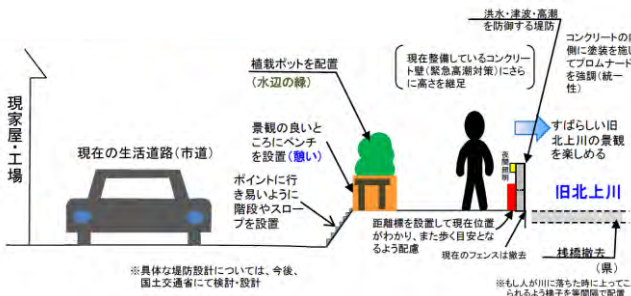 洪水・津波・高潮
を防御する堤防
コンクリートの
側に塗装を施し
てプロムナード
を強調(統一
性)
植栽ポットを配置
(水辺の緑)
現在整備しているコンクリー
ト壁(緊急高潮対策)にさら
に高さを継足
現家屋・工場
現在の生活道路(市道)
景観の良いと
ころにベンチ
を設置(憩い)
すばらしい旧
北上川の景観
を楽しめる
夜間照明
ポイントに行
き易いように
階段やスロー
プを設置
旧北上川
距離標を設置して現在位置
がわかり、また歩く目安とな
るよう配慮
現在のフェンスは撤去
桟橋撤去
(県)
※具体な堤防設計については、今後、
国土交通省にて検討・設計
※もし人が川に落ちた時に上ってこ
られるよう梯子を等間隔で配置